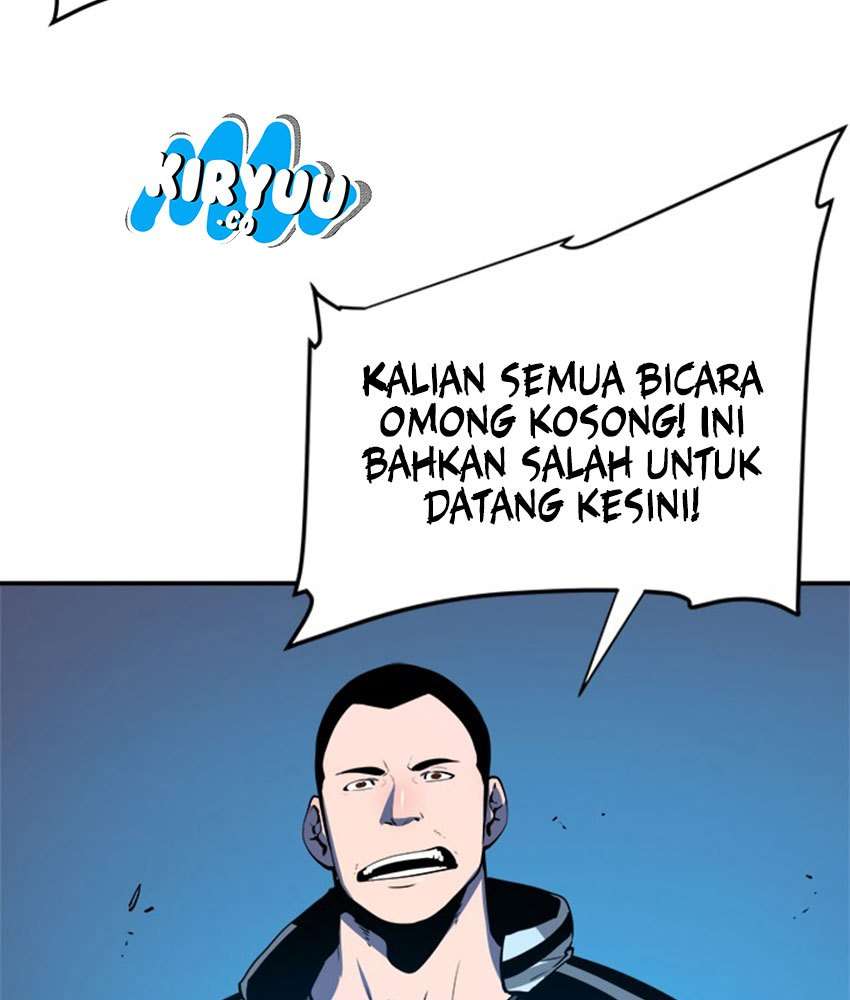 KIRYUU
.CO
KALIAN SEMUA BICARA
OMONG KOSONG! INI
BAHKAN SALAH UNTUK
DATANG KESINI!